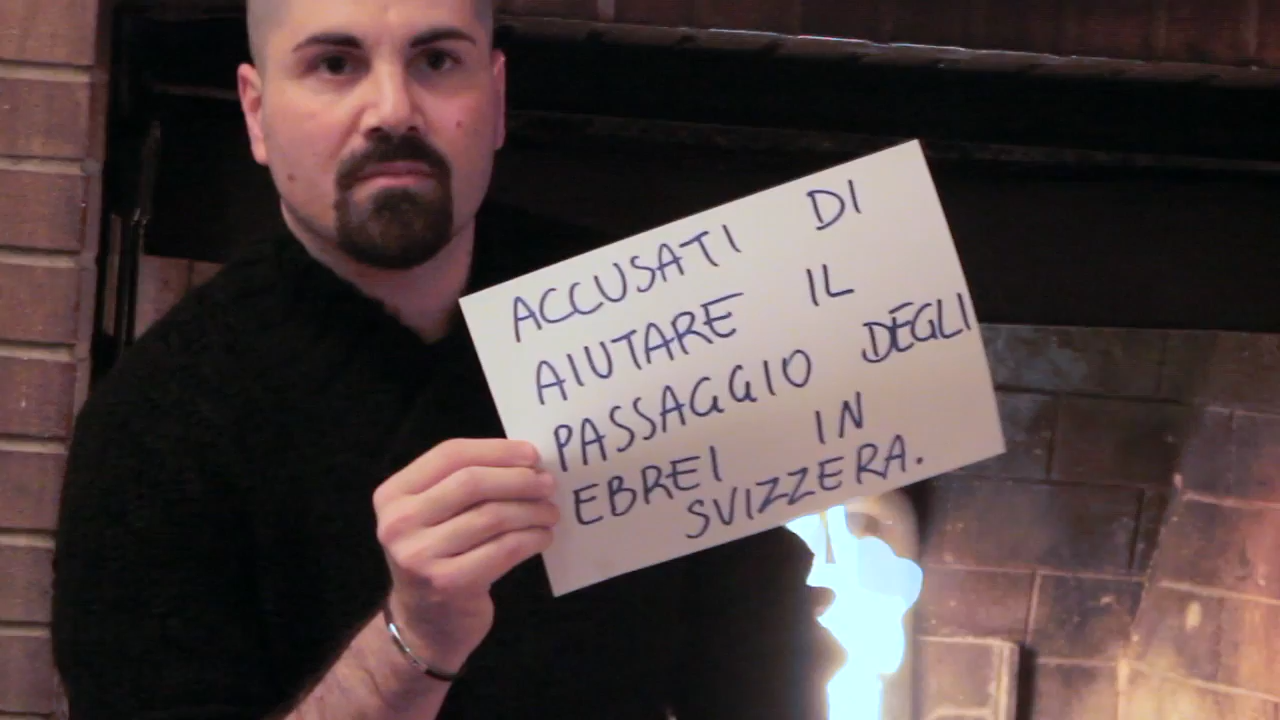 ACCUSATI DI
AIUTARE IL
PASSAGGIO DEGLI
EBREI IN
SVIZZERA.